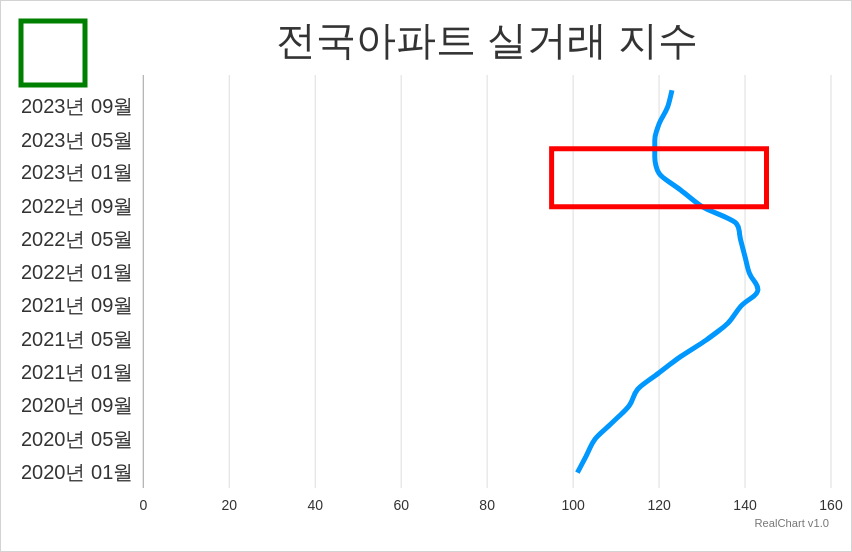 전국아파트 실거래 지수
2023년 09월
2023년 05월
2023년 01월
2022년 09월
2022년 05월
2022년 01월
2021년 09월
2021년 05월
2021년 01월
2020년 09월
2020년 05월
2020년 01월
0 20 40 60 80 100 120 140 160
RealChart v1.0